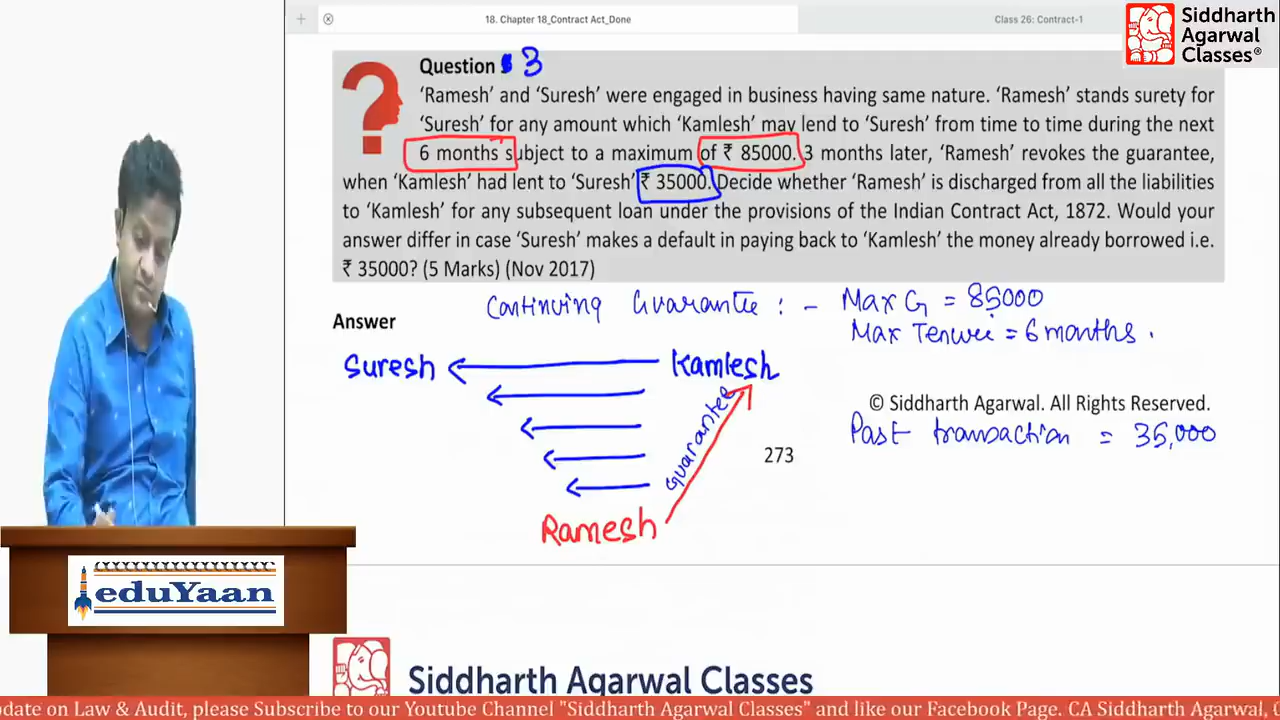 18. Chapter 18_Contract Act_Done
Class 26: Contract-1
Siddharth
Agarwal
Classes®
Question 3
‘Ramesh’ and ‘Suresh’ were engaged in business having same nature. ‘Ramesh’ stands surety for
‘Suresh’ for any amount which ‘Kamlesh’ may lend to ‘Suresh’ from time to time during the next
6 months subject to a maximum of ₹ 85000. 3 months later, ‘Ramesh’ revokes the guarantee,
when ‘Kamlesh’ had lent to ‘Suresh’ ₹ 35000. Decide whether ‘Ramesh’ is discharged from all the liabilities
to ‘Kamlesh’ for any subsequent loan under the provisions of the Indian Contract Act, 1872. Would your
answer differ in case ‘Suresh’ makes a default in paying back to ‘Kamlesh’ the money already borrowed i.e.
₹ 35000? (5 Marks) (Nov 2017)
Continuing Guarantee : - Max G = 85000
Answer
Max Tenure = 6 months.
Suresh
Kamlesh
© Siddharth Agarwal. All Rights Reserved.
Past transaction = 35,000
Guarantee
273
Ramesh
eduYaan
Siddharth Agarwal Classes
pdate on Law & Audit, please Subscribe to our Youtube Channel "Siddharth Agarwal Classes" and like our Facebook Page. CA Siddharth Agarwal,